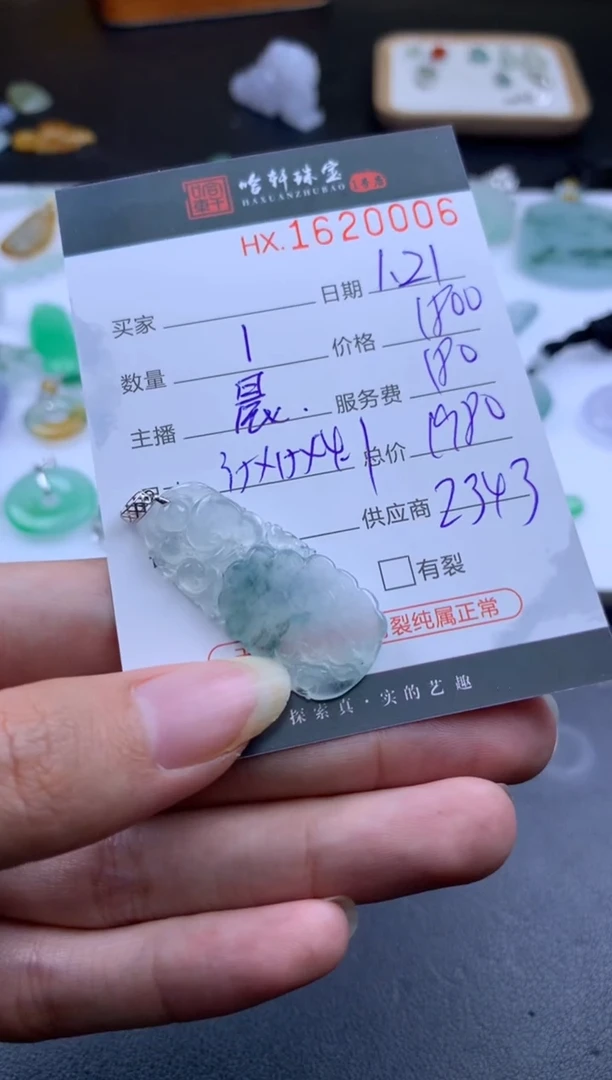 哈轩珠宝
HAXUANZHUBAO
HX.1620006
买家 日期 1.21
数量 1 价格 1800
主播 晨. 服务费 180
总价 1980
供应商 2343
有裂
裂纯属正常
探索真·实的艺趣